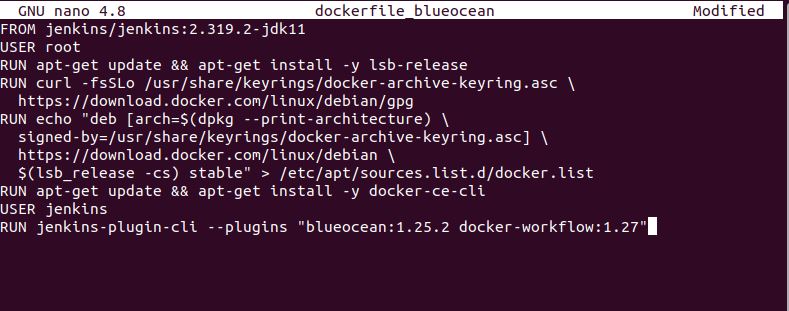 GNU nano 4.8 dockerfile_blueocean Modified
FROM jenkins/jenkins:2.319.2-jdk11
USER root
RUN apt-get update && apt-get install -y lsb-release
RUN curl -fsSLo /usr/share/keyrings/docker-archive-keyring.asc \
  https://download.docker.com/linux/debian/gpg
RUN echo "deb [arch=$(dpkg --print-architecture) \
  signed-by=/usr/share/keyrings/docker-archive-keyring.asc] \
  https://download.docker.com/linux/debian \
  $(lsb_release -cs) stable" > /etc/apt/sources.list.d/docker.list
RUN apt-get update && apt-get install -y docker-ce-cli
USER jenkins
RUN jenkins-plugin-cli --plugins "blueocean:1.25.2 docker-workflow:1.27"